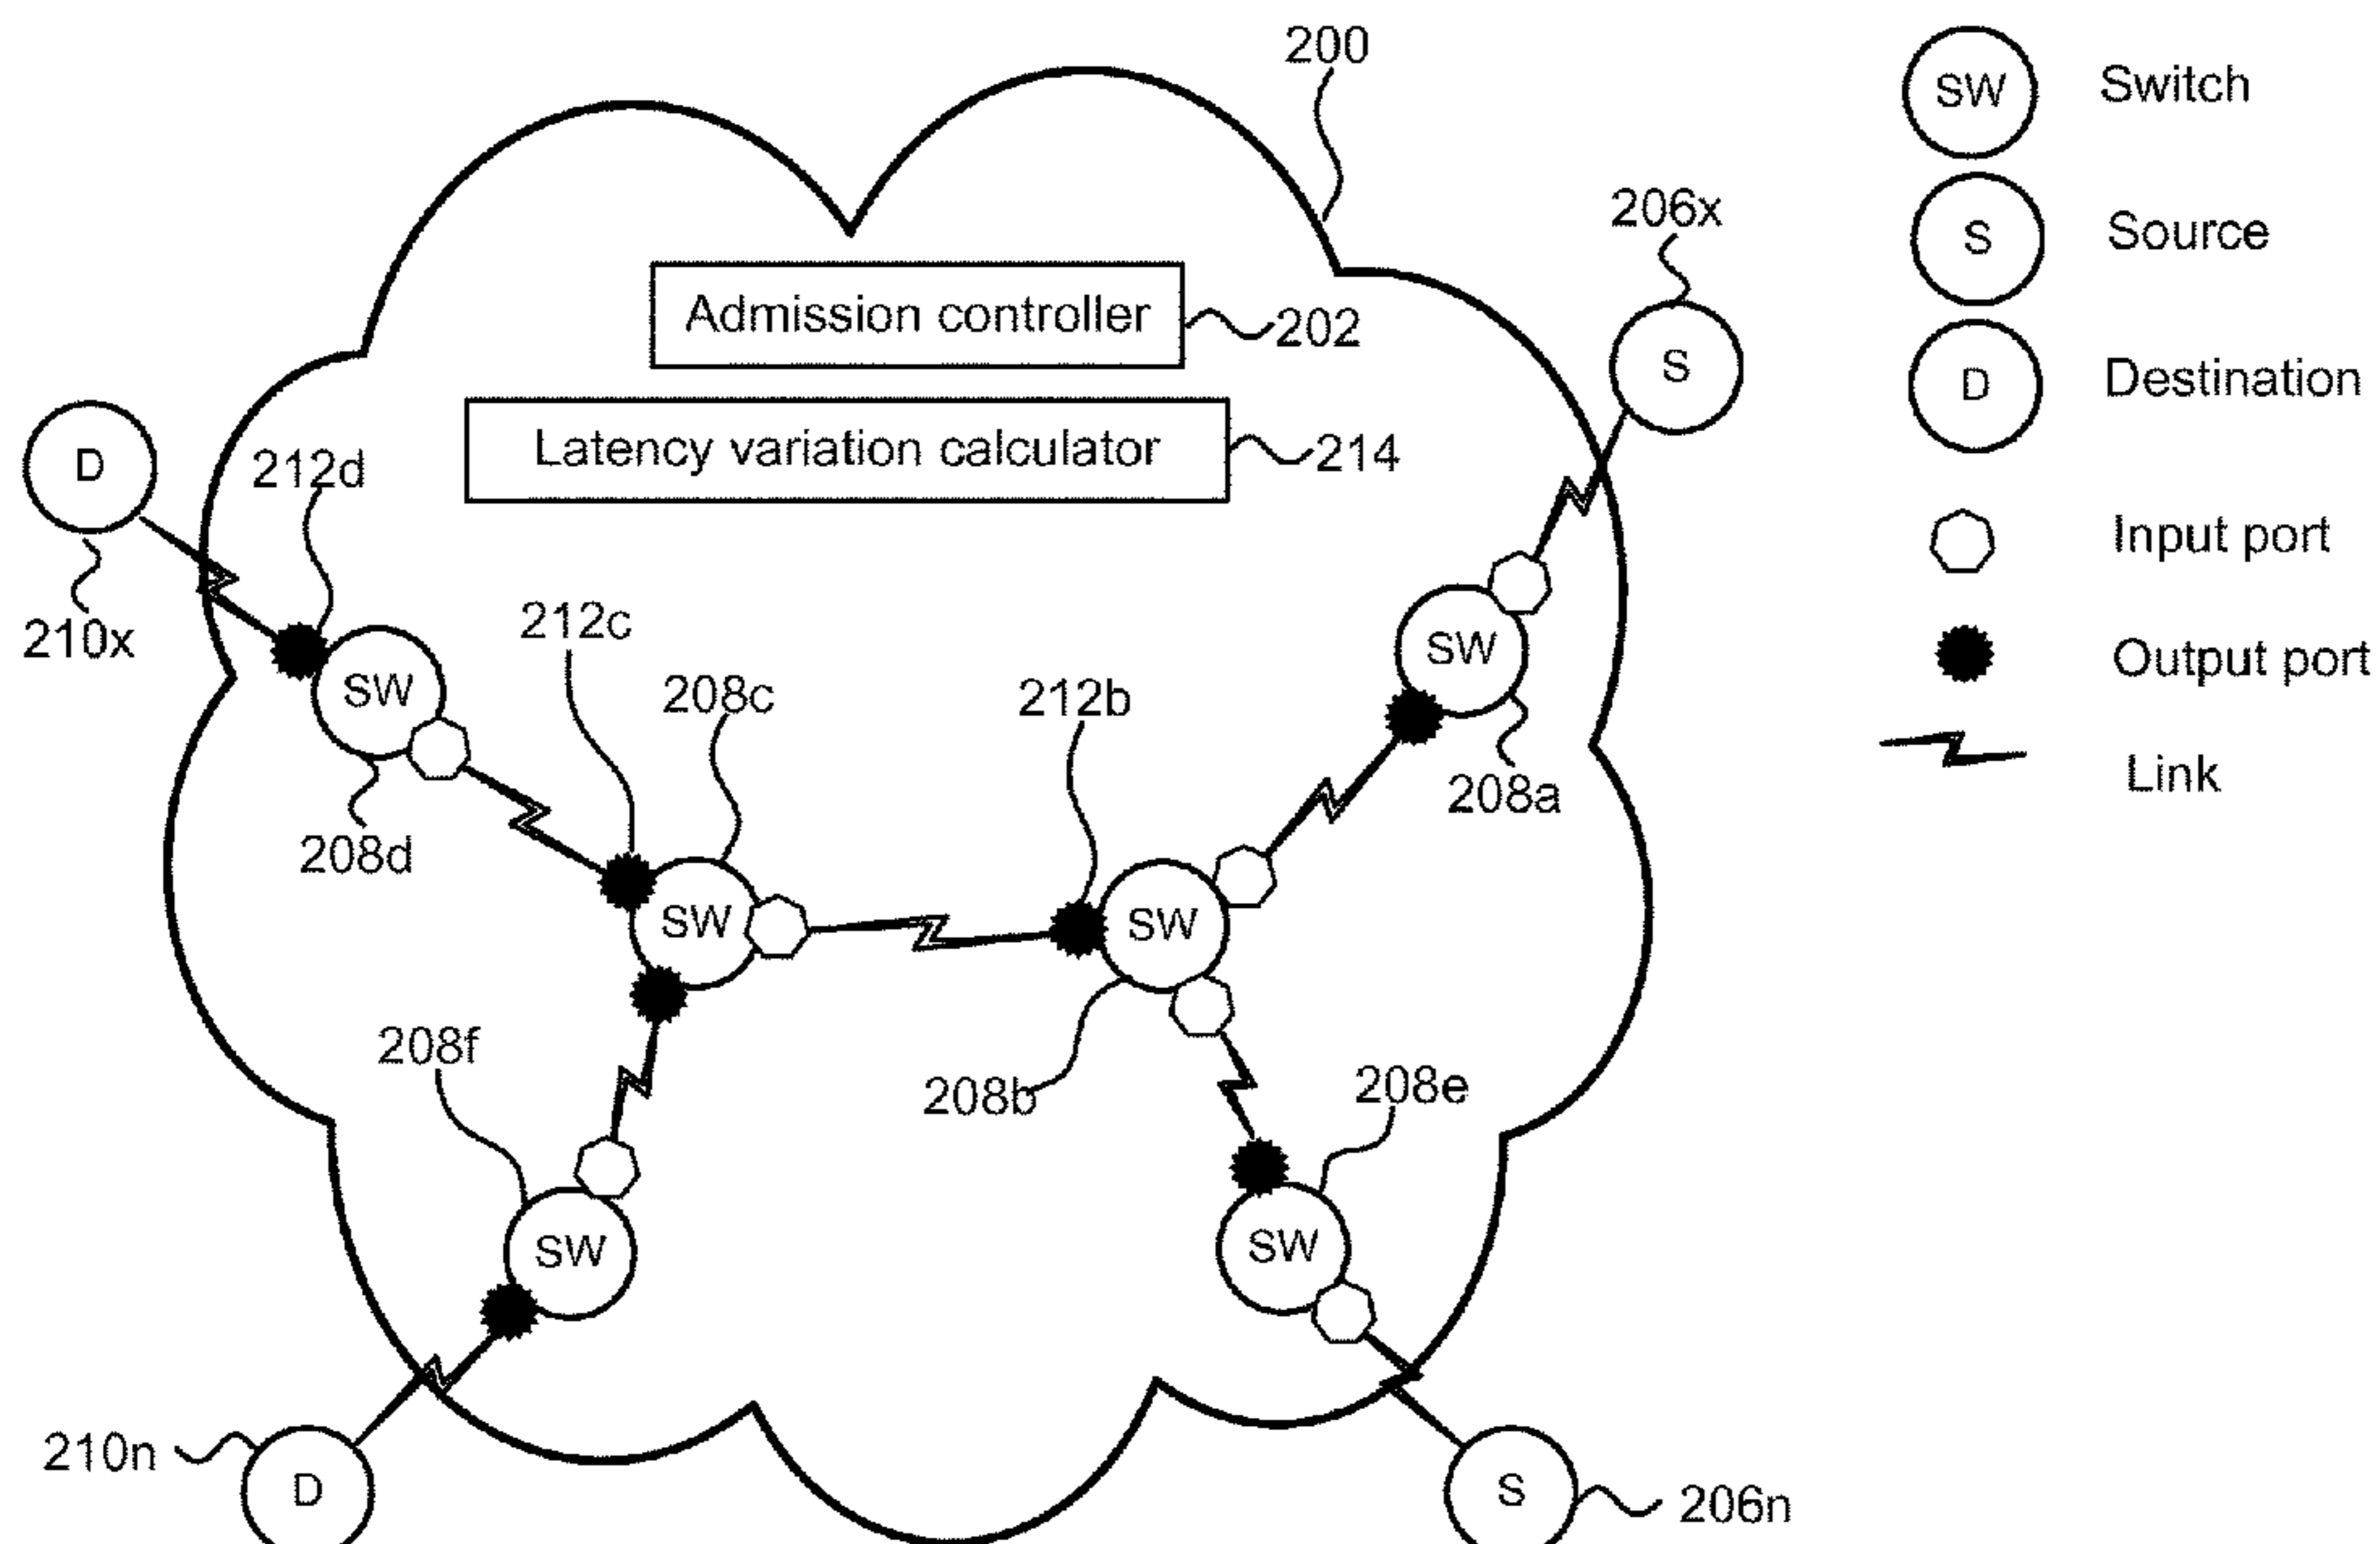 200
SW Switch
206x
S Source
Admission controller
202
S
D Destination
Latency variation calculator
214
D
212d
Input port
210x
212c
SW
Output port
SW
208c
212b
208a
Link
208d
SW
SW
208f
208b
208e
SW
SW
210n
D
S
206n